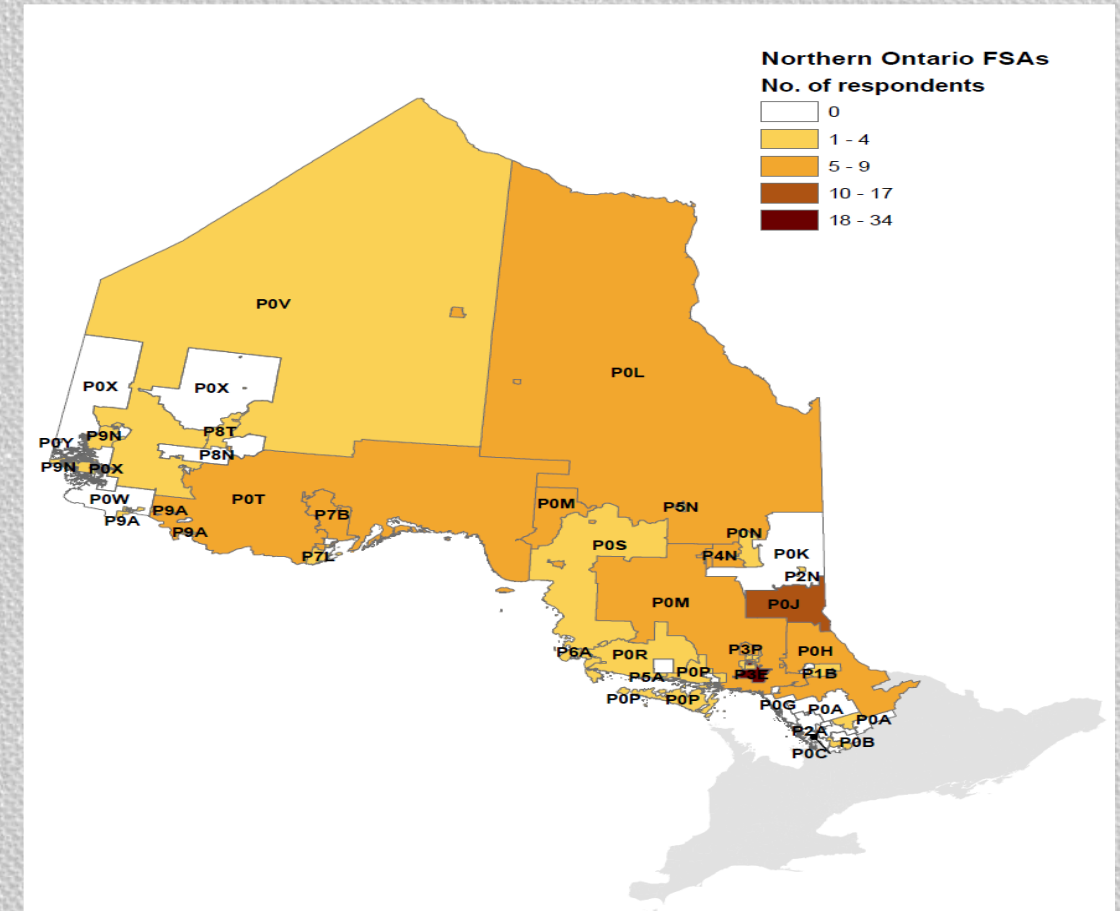 Northern Ontario FSAs
No. of respondents
0
1 - 4
5 - 9
10 - 17
18 - 34
P0V
P0L
P0X
P0X
P8T
P9N
P0Y
P8N
P9N
P0X
P0W
P0T
P0M
P5N
P9A
P7B
P9A
P9A
P0N
P0S
P4N
P0K
P7L
P2N
P0M
P0J
P3P
P0H
P6A
P0R
P0P
P3E
P1B
P5A
P0P
P0P
P0G
P0A
P0A
P2A
P0B
P0C